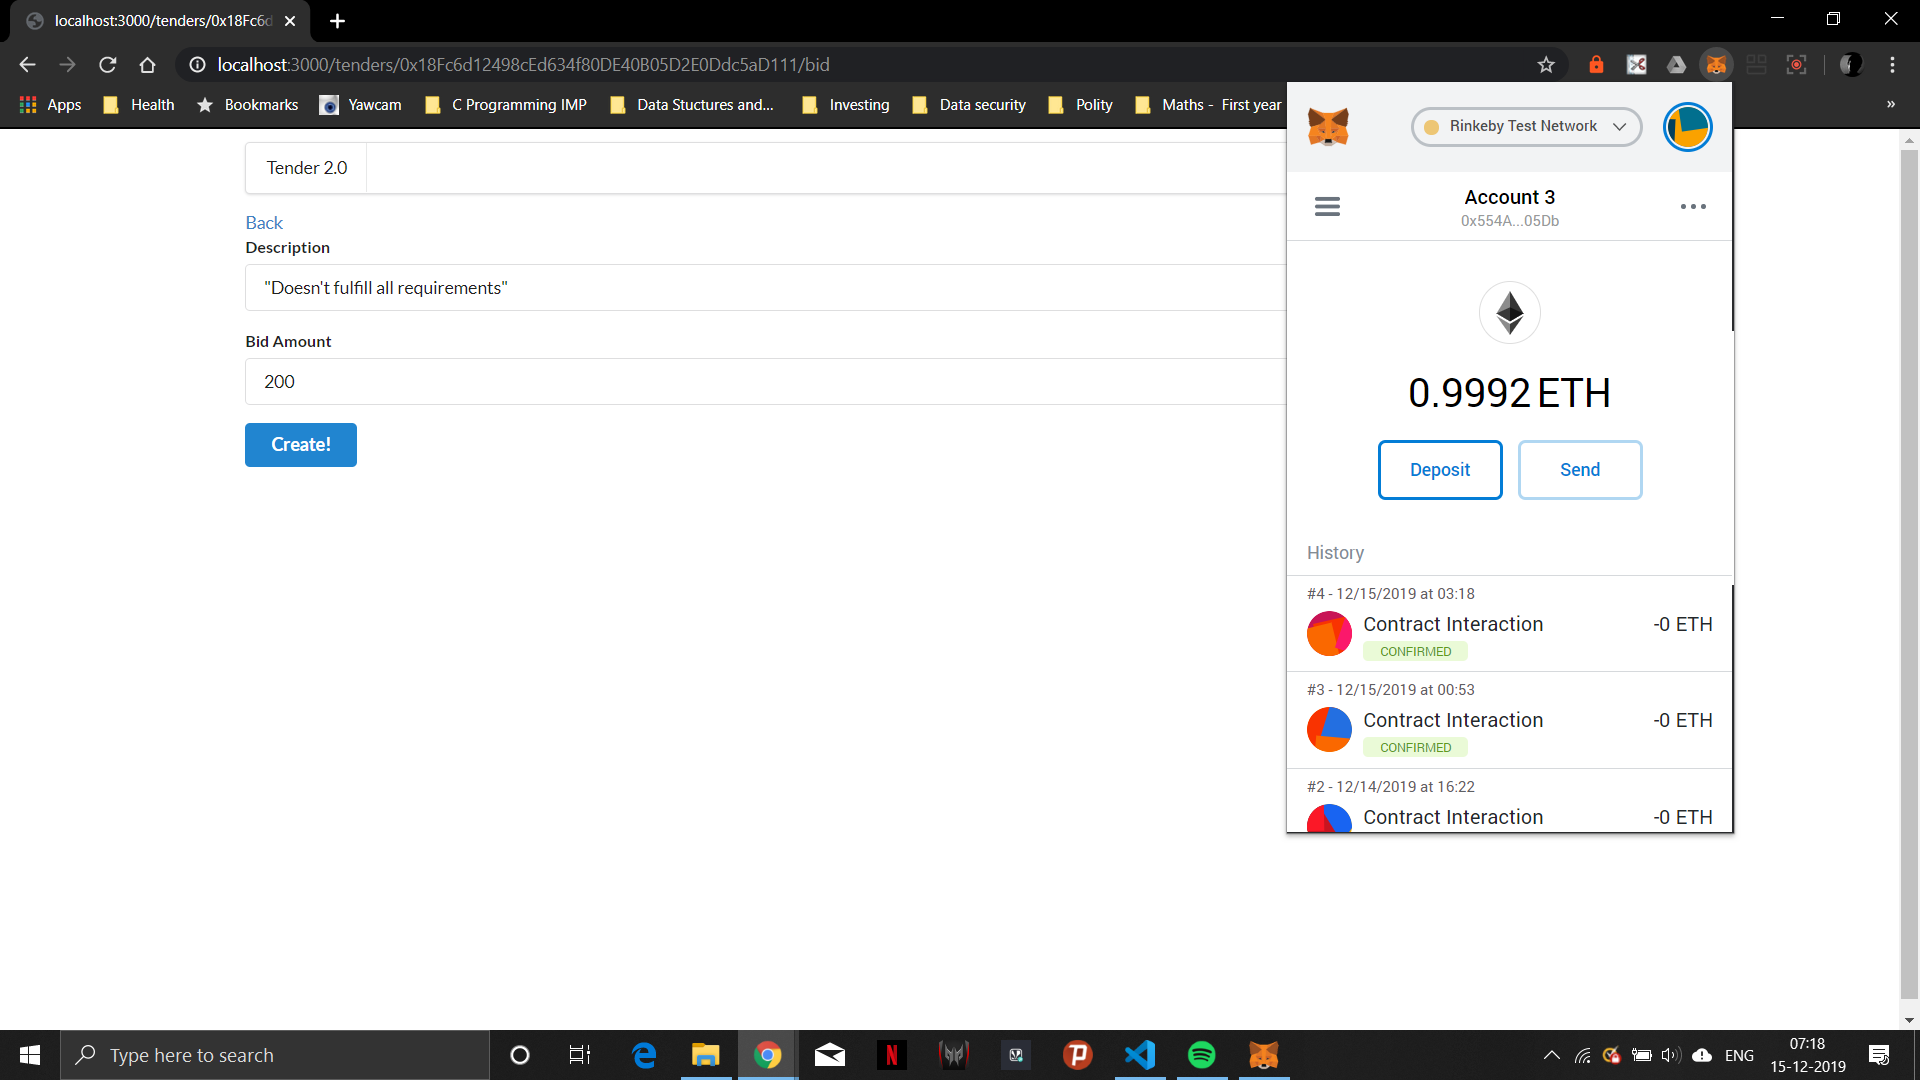 localhost:3000/tenders/0x18Fc6d
localhost:3000/tenders/0x18Fc6d12498cEd634f80DE40B05D2E0Ddc5aD111/bid
Apps Health Bookmarks Yawcam C Programming IMP Data Stuctures and... Investing Data security Polity Maths - First year »
Tender 2.0
Back
Description
"Doesn't fulfill all requirements"
Bid Amount
200
Create!
Rinkeby Test Network
Account 3
0x554A...05Db
0.9992 ETH
Deposit Send
History
#4 - 12/15/2019 at 03:18
Contract Interaction -0 ETH
CONFIRMED
#3 - 12/15/2019 at 00:53
Contract Interaction -0 ETH
CONFIRMED
#2 - 12/14/2019 at 16:22
Contract Interaction -0 ETH
Type here to search
ENG
07:18
15-12-2019